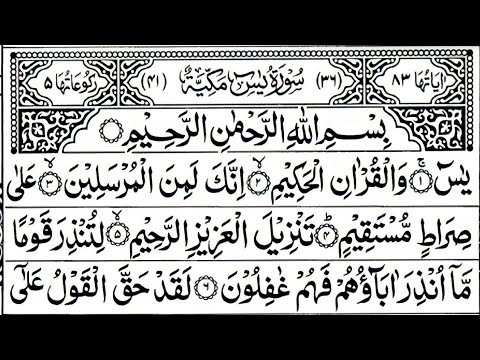 اٰیاتہا ۸۳ (۳۶) سُوْرَةُ یٰسٓ مَكِّیَّةٌ (۴۱) رکوعاتہا ۵
بِسْمِ اللّٰهِ الرَّحْمٰنِ الرَّحِیْمِ
یٰسٓ ۚ﴿۱﴾ وَالْقُرْاٰنِ الْحَكِیْمِ ۙ﴿۲﴾ اِنَّكَ لَمِنَ الْمُرْسَلِیْنَ ۙ﴿۳﴾ عَلٰی
صِرَاطٍ مُّسْتَقِیْمٍ ؕ﴿۴﴾ تَنْزِیْلَ الْعَزِیْزِ الرَّحِیْمِ ۙ﴿۵﴾ لِتُنْذِرَ قَوْمًا
مَّاۤ اُنْذِرَ اٰبَآؤُهُمْ فَهُمْ غٰفِلُوْنَ ﴿۶﴾ لَقَدْ حَقَّ الْقَوْلُ عَلٰۤی